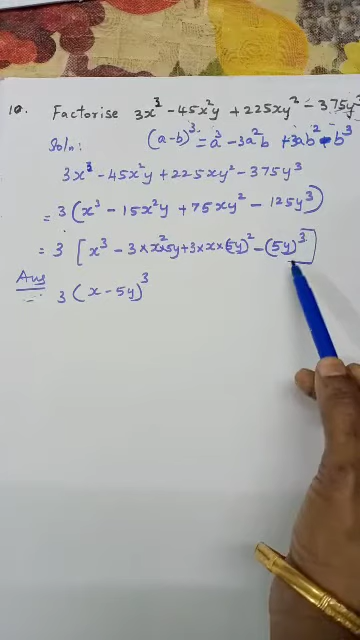 10. Factorise 3x³ - 45x²y + 225xy² - 375y³
Soln: (a-b)³ = a³ - 3a²b + 3ab² - b³
3x³ - 45x²y + 225xy² - 375y³
= 3 (x³ - 15x²y + 75xy² - 125y³)
= 3 [x³ - 3 × x² × 5y + 3 × x × (5y)² - (5y)³]
Ans 3 (x - 5y)³